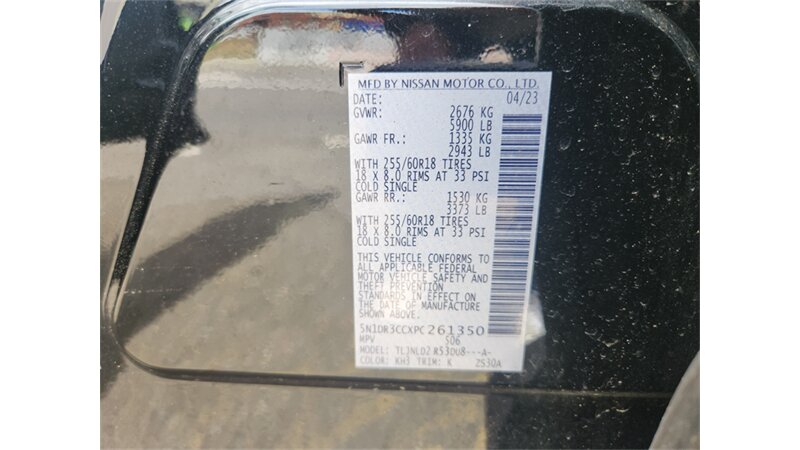 MFD BY NISSAN MOTOR CO., LTD.
DATE: 04/23
GVWR: 2676 KG
5900 LB
GAWR FR.: 1335 KG
2943 LB
WITH 255/60R18 TIRES
18 X 8.0 RIMS AT 33 PSI
COLD SINGLE
GAWR RR.: 1530 KG
3373 LB
WITH 255/60R18 TIRES
18 X 8.0 RIMS AT 33 PSI
COLD SINGLE
THIS VEHICLE CONFORMS TO
ALL APPLICABLE FEDERAL
MOTOR VEHICLE SAFETY AND
THEFT PREVENTION
STANDARDS IN EFFECT ON
THE DATE OF MANUFACTURE
SHOWN ABOVE.
5N1DR3CCXPC261350
MPV S06
MODEL: TLJNLD2 R53DU8---A-
COLOR: KH3 TRIM: K ZS30A